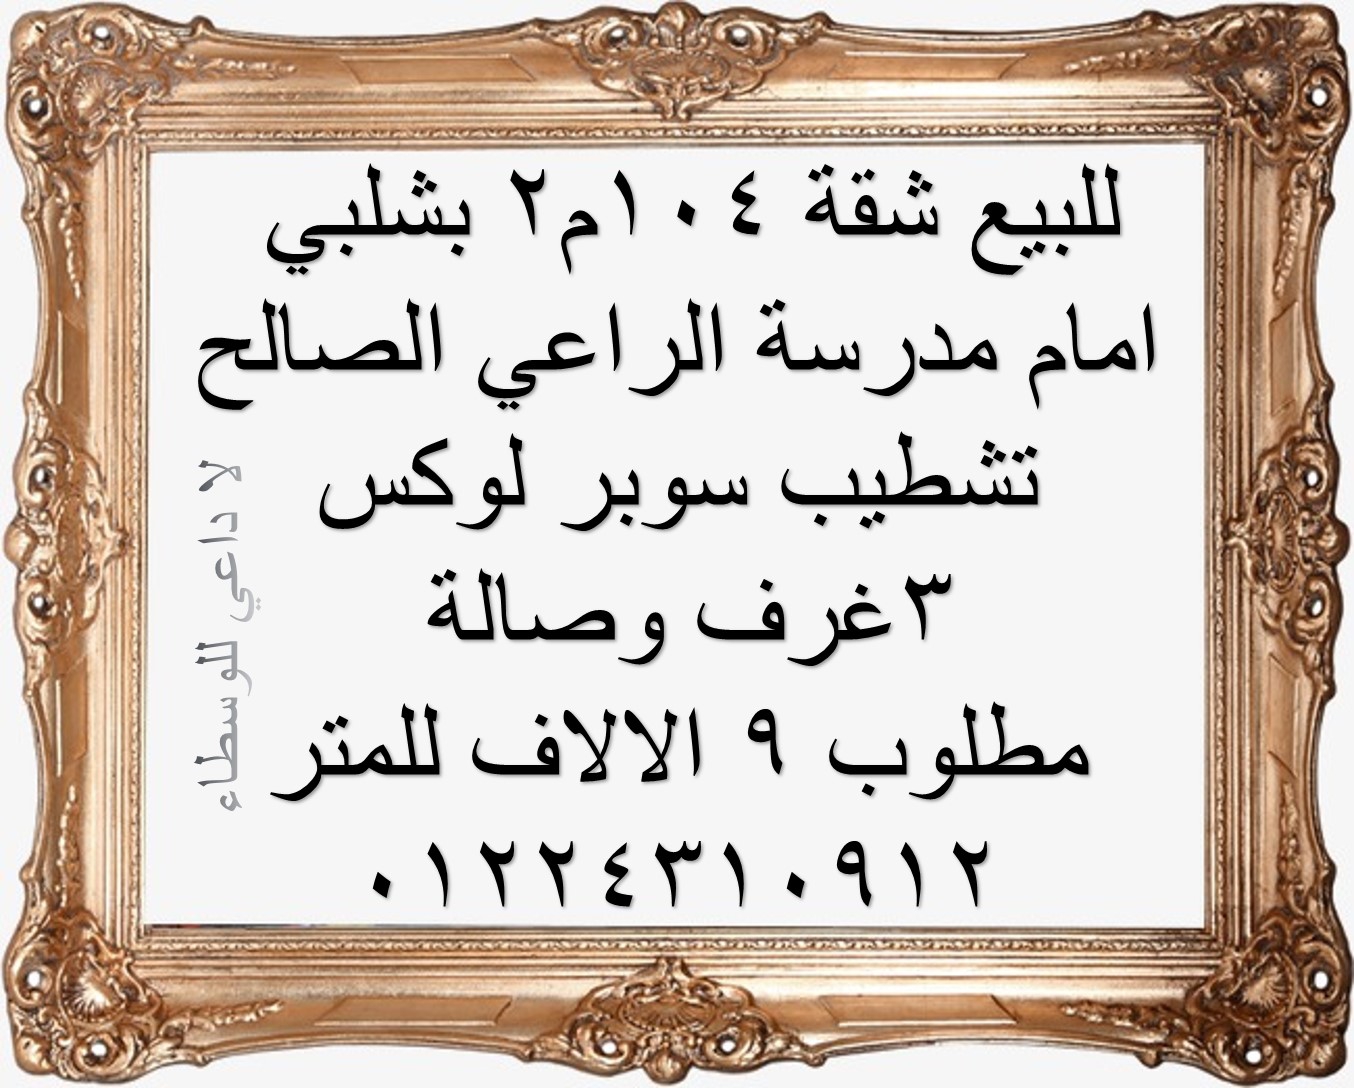 للبيع شقة ١٠٤م٢ بشلبي
امام مدرسة الراعي الصالح
تشطيب سوبر لوكس
٣غرف وصالة
مطلوب ٩ الالاف للمتر
٠١٢٢٤٣١٠٩١٢
لا داعي للوسطاء